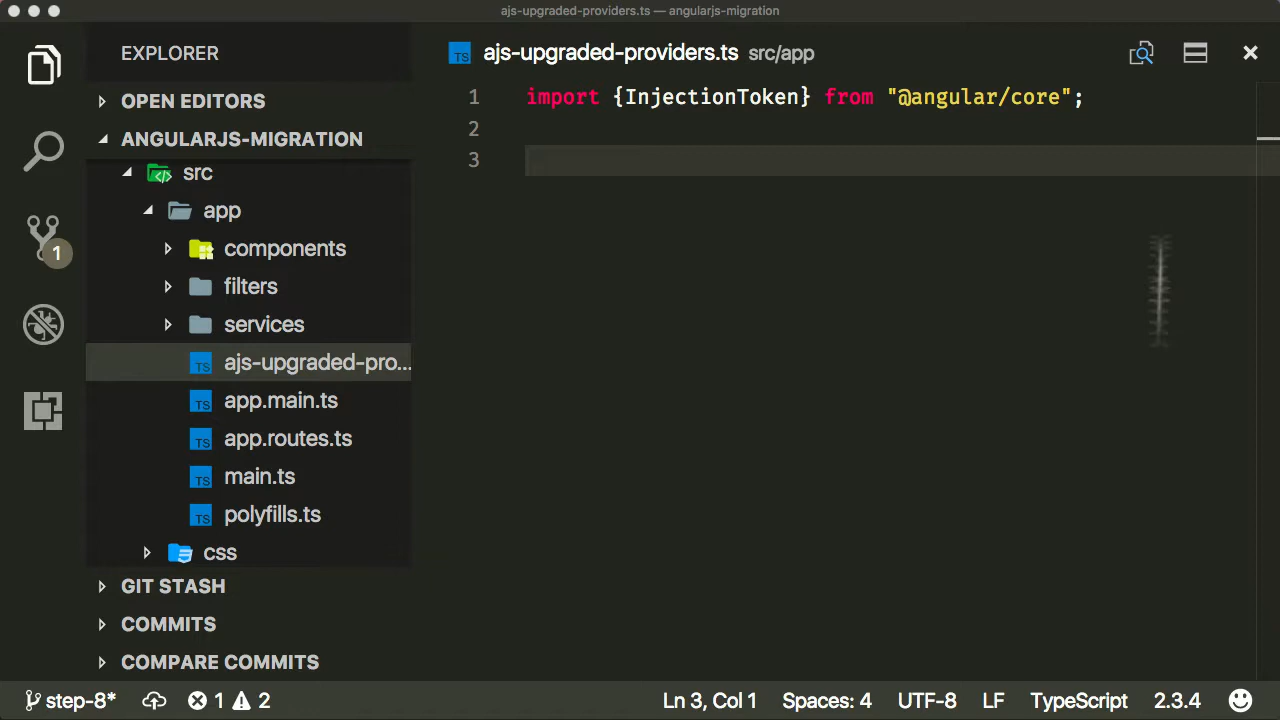 ajs-upgraded-providers.ts — angularjs-migration
EXPLORER
OPEN EDITORS
ANGULARJS-MIGRATION
src
app
components
filters
services
ajs-upgraded-pro...
app.main.ts
app.routes.ts
main.ts
polyfills.ts
css
GIT STASH
COMMITS
COMPARE COMMITS
1
TS ajs-upgraded-providers.ts src/app
1 import {InjectionToken} from "@angular/core";
2
3
step-8* 1 2 Ln 3, Col 1 Spaces: 4 UTF-8 LF TypeScript 2.3.4